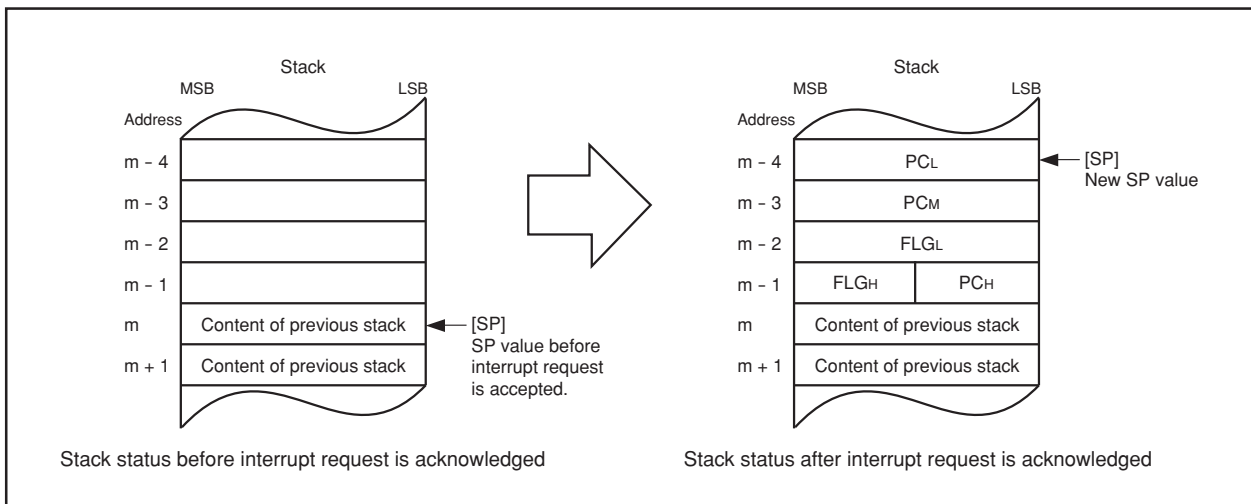 Stack
MSB
LSB
Address
m – 4
m – 3
m – 2
m – 1
m
Content of previous stack
m + 1
Content of previous stack
[SP]
SP value before
interrupt request
is accepted.
Stack status before interrupt request is acknowledged
Stack
MSB
LSB
Address
m – 4
PCL
m – 3
PCM
m – 2
FLGL
m – 1
FLGH
PCH
m
Content of previous stack
m + 1
Content of previous stack
[SP]
New SP value
Stack status after interrupt request is acknowledged